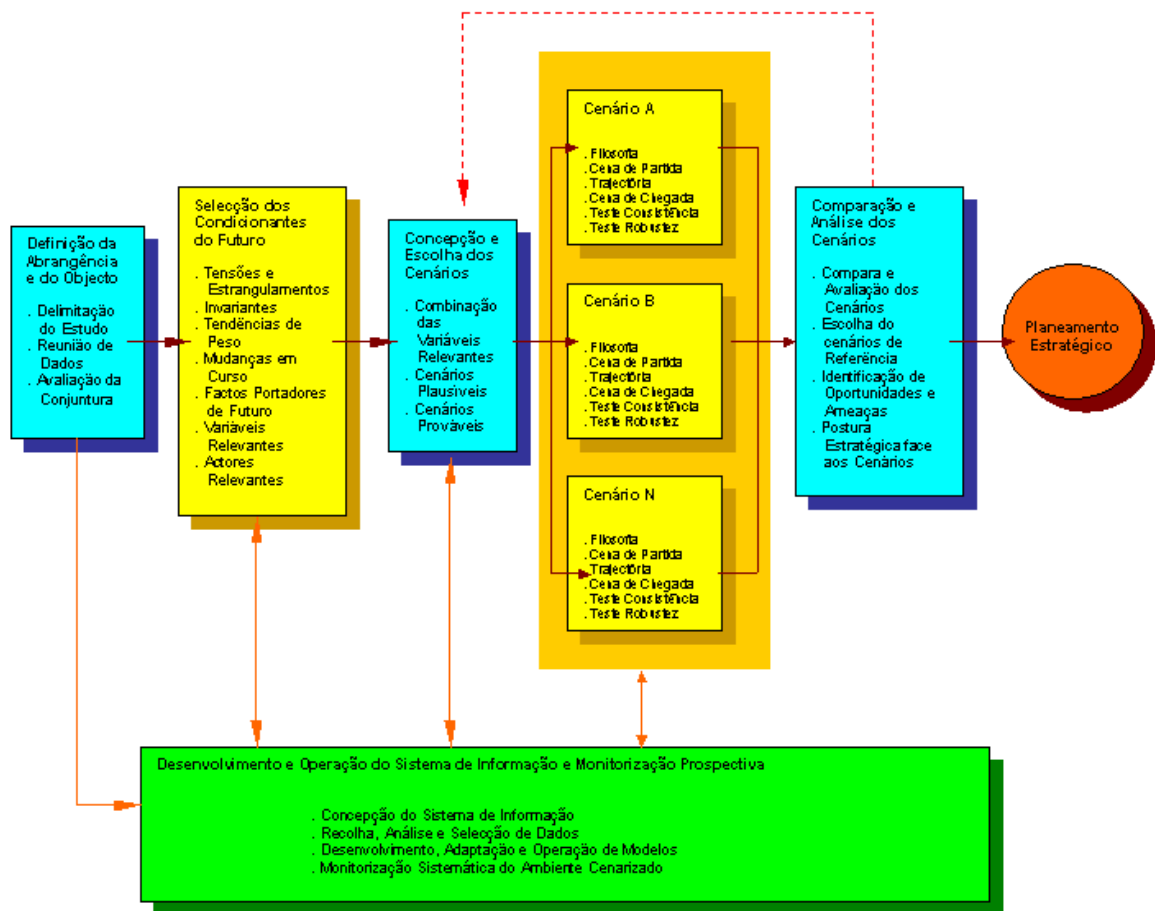 Definição da
Abrangência
e do Objecto
. Delimitação
do Estudo
. Reunião de
Dados
. Avaliação da
Conjuntura
Selecção dos
Condicionantes
do Futuro
. Tensões e
Estrangulamentos
. Invariantes
. Tendências de
Peso
. Mudanças em
Curso
. Factos Portadores
de Futuro
. Variáveis
Relevantes
. Actores
Relevantes
Concepção e
Escolha dos
Cenários
. Combinação
das
Variáveis
Relevantes
. Cenários
Plausíveis
. Cenários
Prováveis
Cenário A
. Filosofia
. Cena de Partida
. Trajectória
. Cena de Chegada
. Teste Consistência
. Teste Robustez
Cenário B
. Filosofia
. Cena de Partida
. Trajectória
. Cena de Chegada
. Teste Consistência
. Teste Robustez
Cenário N
. Filosofia
. Cena de Partida
. Trajectória
. Cena de Chegada
. Teste Consistência
. Teste Robustez
Comparação e
Análise dos
Cenários
. Compara e
Avaliação dos
Cenários
. Escolha do
cenários de
Referência
. Identificação de
Oportunidades e
Ameaças
. Postura
Estratégica face
aos Cenários
Planeamento
Estratégico
Desenvolvimento e Operação do Sistema de Informação e Monitorização Prospectiva
. Concepção do Sistema de Informação
. Recolha, Análise e Selecção de Dados
. Desenvolvimento, Adaptação e Operação de Modelos
. Monitorização Sistemática do Ambiente Cenarizado